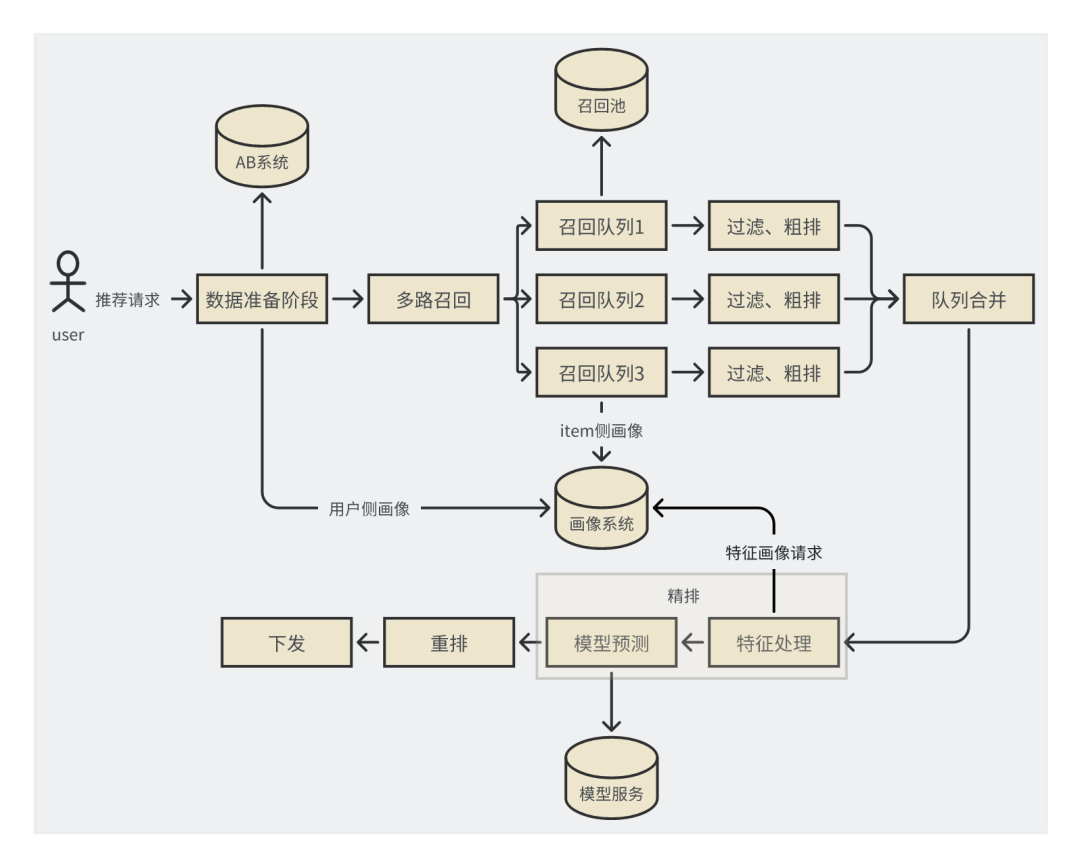 召回池
AB系统
召回队列1
过滤、粗排
推荐请求
数据准备阶段
多路召回
召回队列2
过滤、粗排
队列合并
user
召回队列3
过滤、粗排
item侧画像
用户侧画像
画像系统
特征画像请求
精排
下发
重排
模型预测
特征处理
模型服务